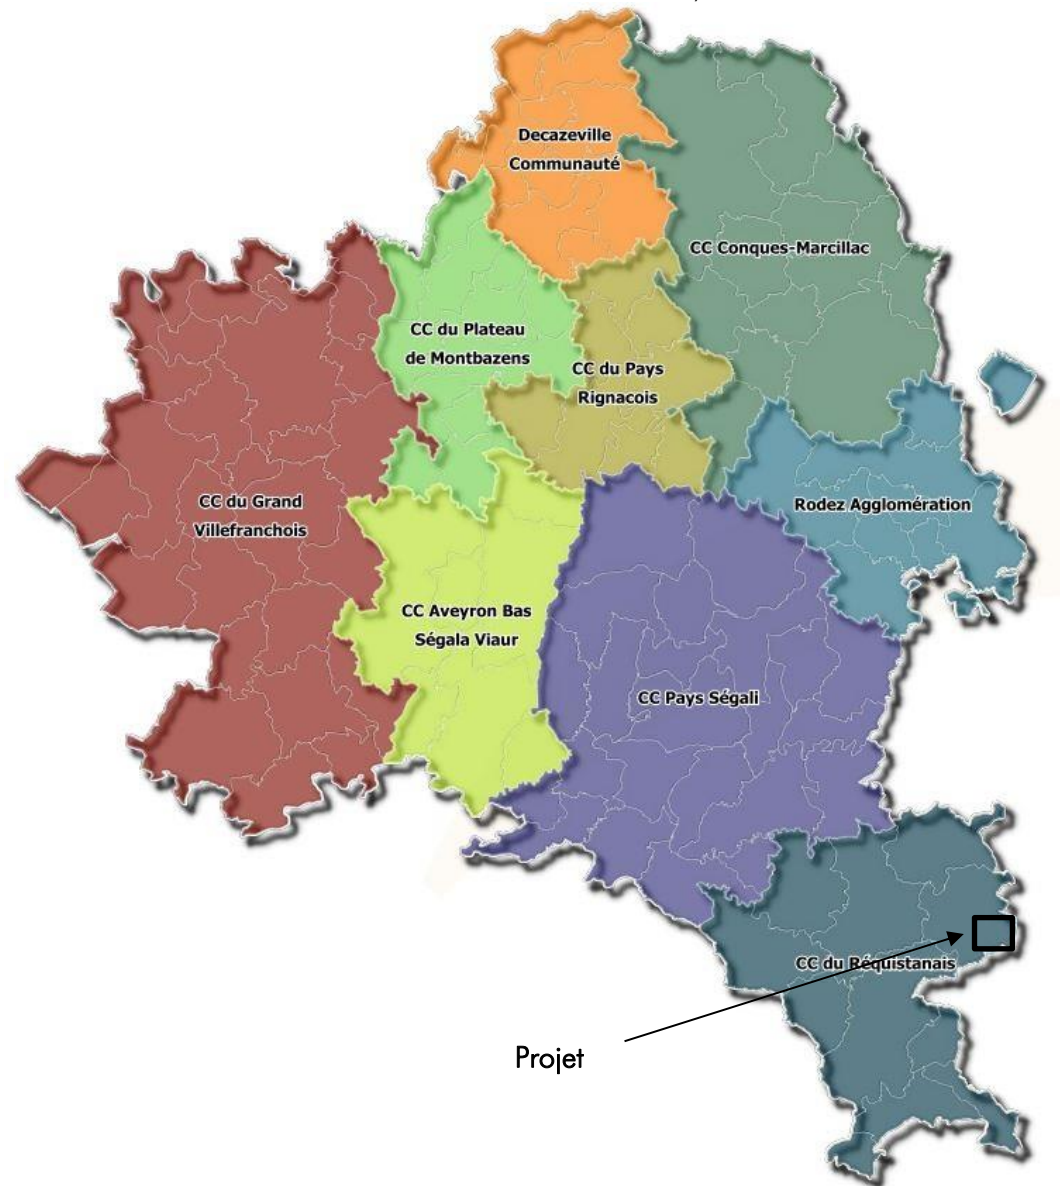 Decazeville
Communauté
CC Conques-Marcillac
CC du Plateau
de Montbazens
CC du Pays
Rignacois
CC du Grand
Villefranchois
Rodez Agglomération
CC Aveyron Bas
Ségala Viaur
CC Pays Ségali
CC du Réquistanais
Projet